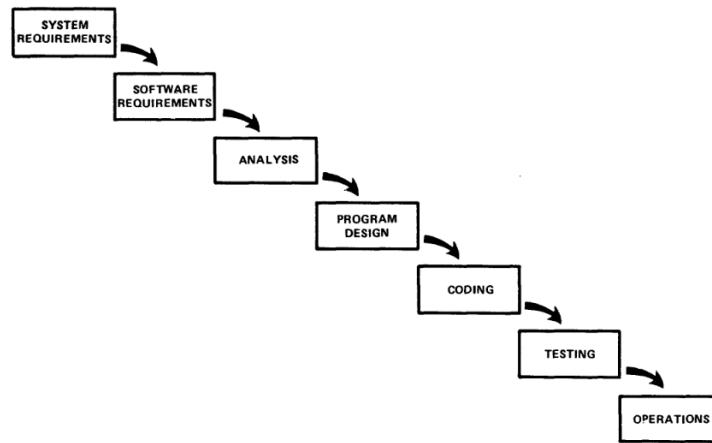 SYSTEM
REQUIREMENTS
SOFTWARE
REQUIREMENTS
ANALYSIS
PROGRAM
DESIGN
CODING
TESTING
OPERATIONS